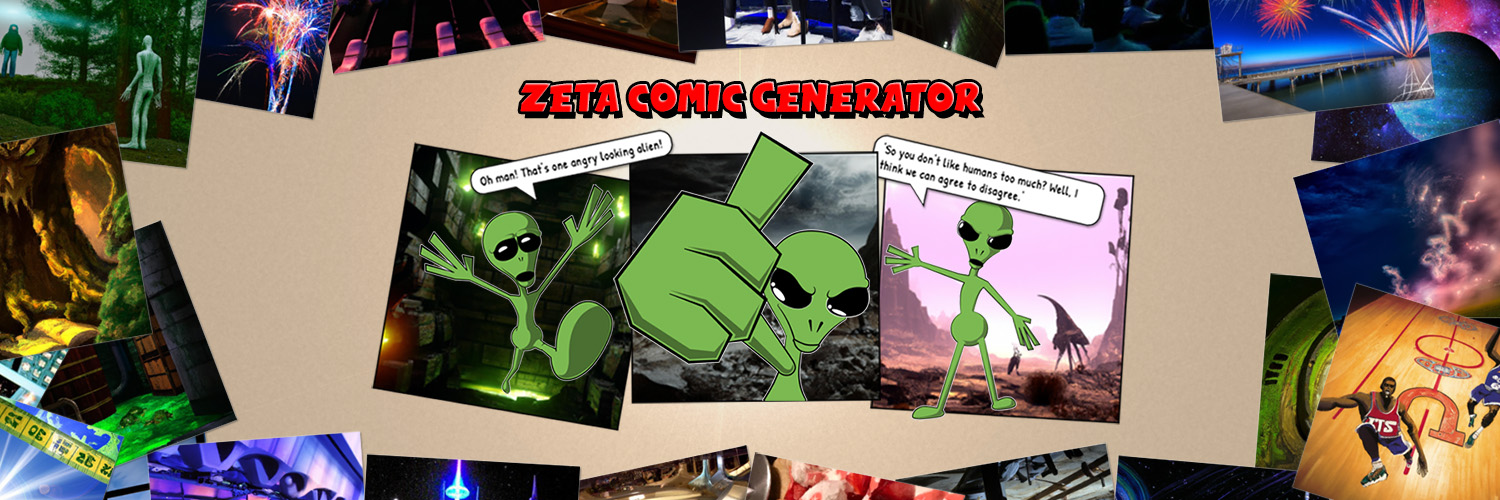 ZETA COMIC GENERATOR
Oh man! That's one angry looking alien!
"So you don't like humans too much? Well, I
think we can agree to disagree."